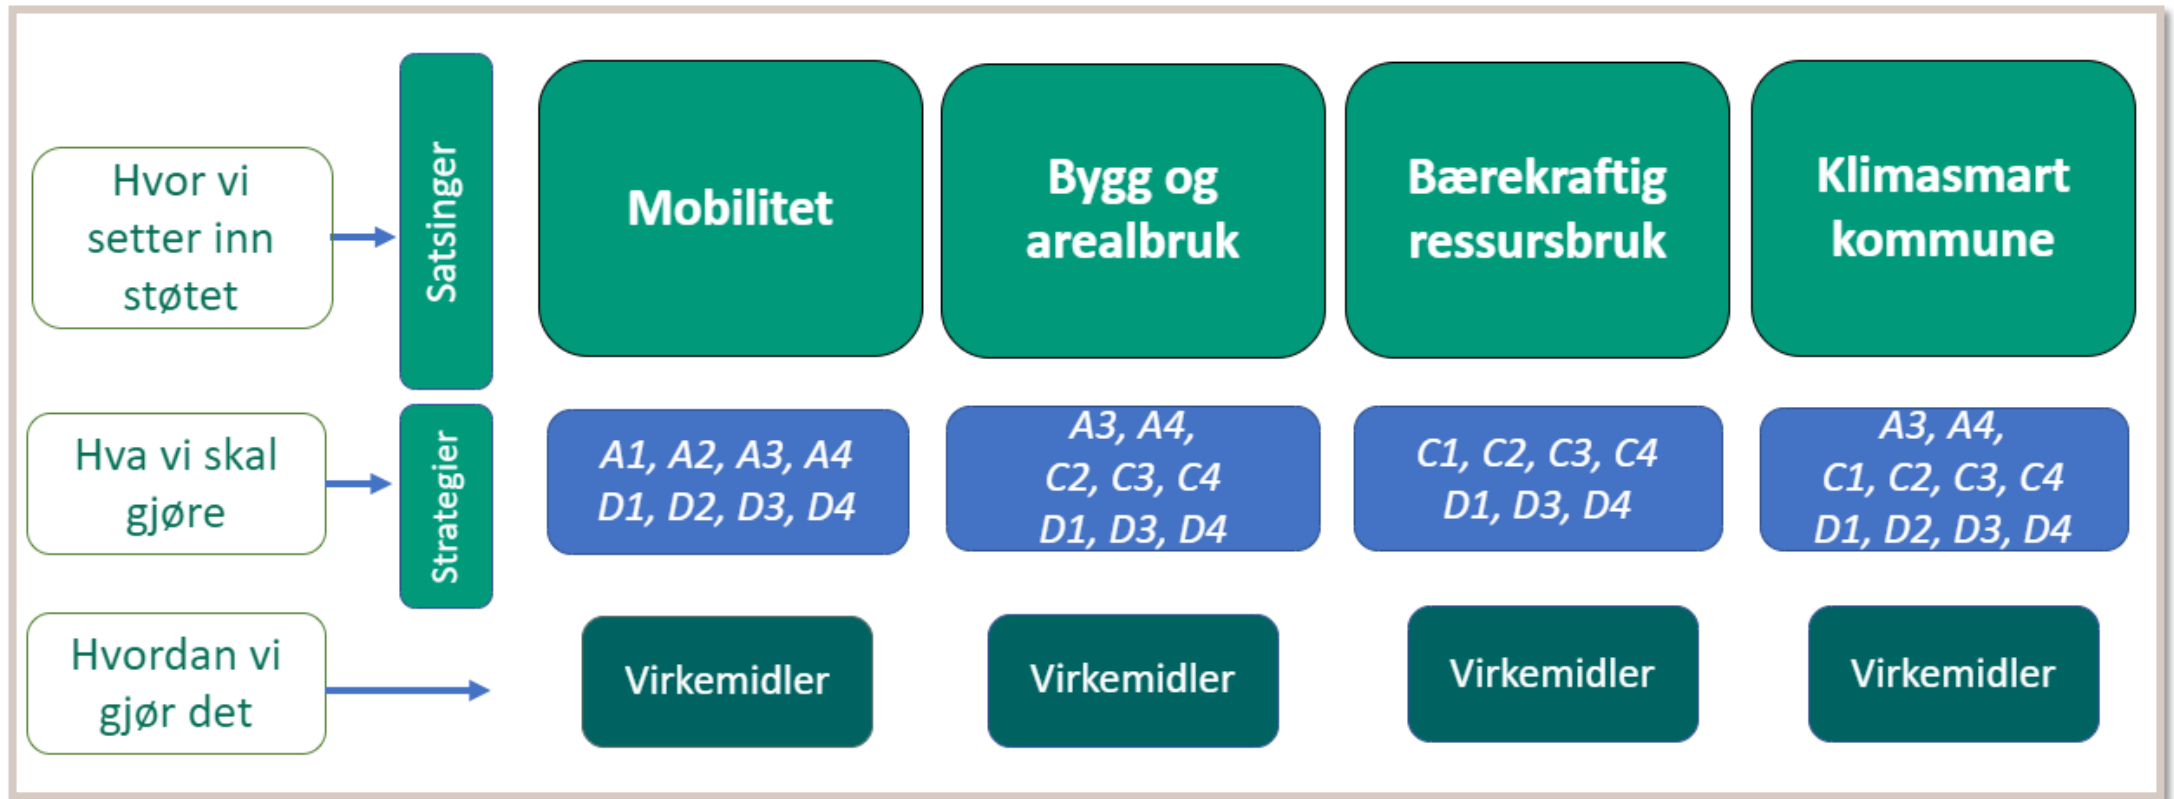 Hvor vi
setter inn
støtet
Satsinger
Mobilitet
Bygg og
arealbruk
Bærekraftig
ressursbruk
Klimasmart
kommune
Hva vi skal
gjøre
Strategier
A1, A2, A3, A4
D1, D2, D3, D4
A3, A4,
C2, C3, C4
D1, D3, D4
C1, C2, C3, C4
D1, D3, D4
A3, A4,
C1, C2, C3, C4
D1, D2, D3, D4
Hvordan vi
gjør det
Virkemidler
Virkemidler
Virkemidler
Virkemidler